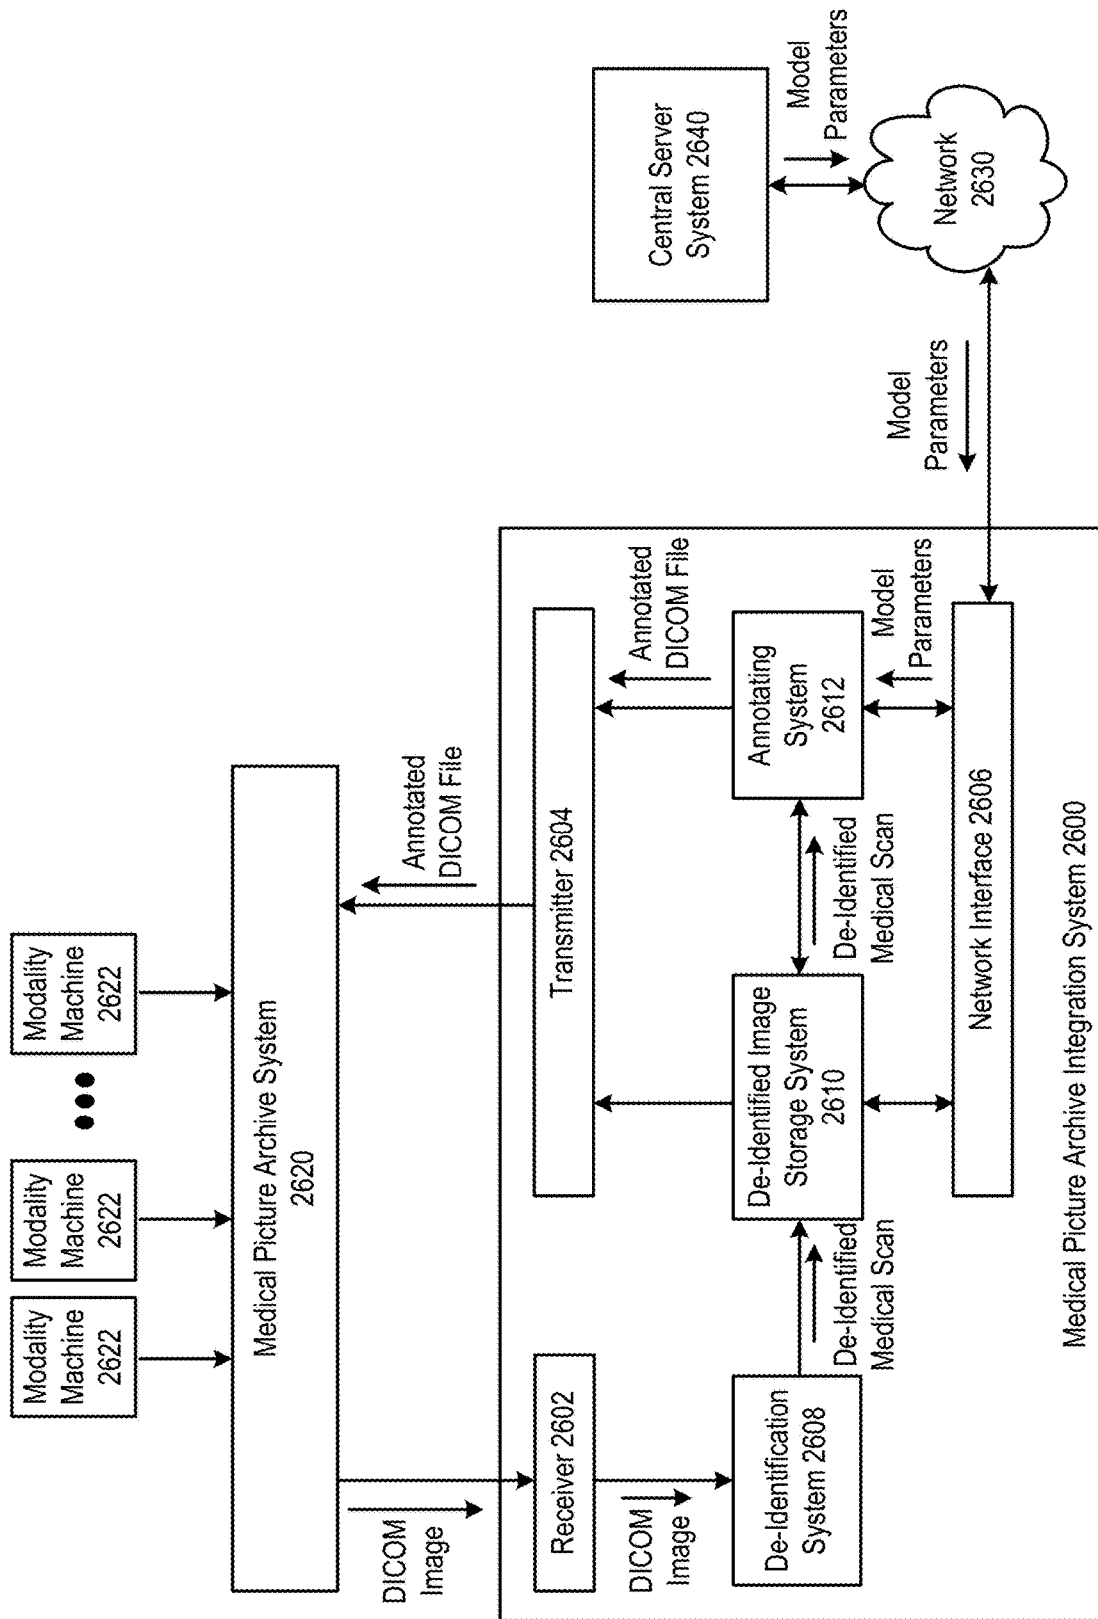 Modality
Machine
2622
Modality
Machine
2622
Modality
Machine
2622
Medical Picture Archive System
2620
DICOM
Image
Annotated
DICOM File
Receiver 2602
Transmitter 2604
DICOM
Image
Annotated
DICOM File
De-Identification
System 2608
De-Identified
Medical Scan
De-Identified Image
Storage System
2610
De-Identified
Medical Scan
Annotating
System
2612
Model
Parameters
Network Interface 2606
Medical Picture Archive Integration System 2600
Model
Parameters
Central Server
System 2640
Model
Parameters
Network
2630